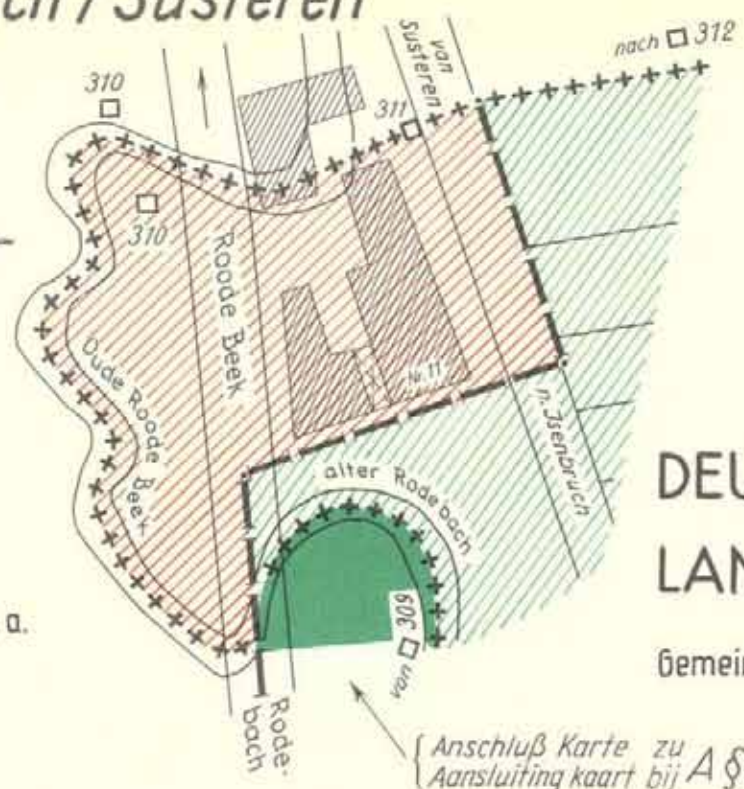 ch / Susteren
van
Susteren
nach 312
310
311
310
Roode Beek
Oude Roode Beek
№ 11
n. Isenbruch
alter Rodebach
DEU
LAN
309
von
a.
Gemein
Rode-
bach
Anschluß Karte zu
Aansluiting kaart bij A §